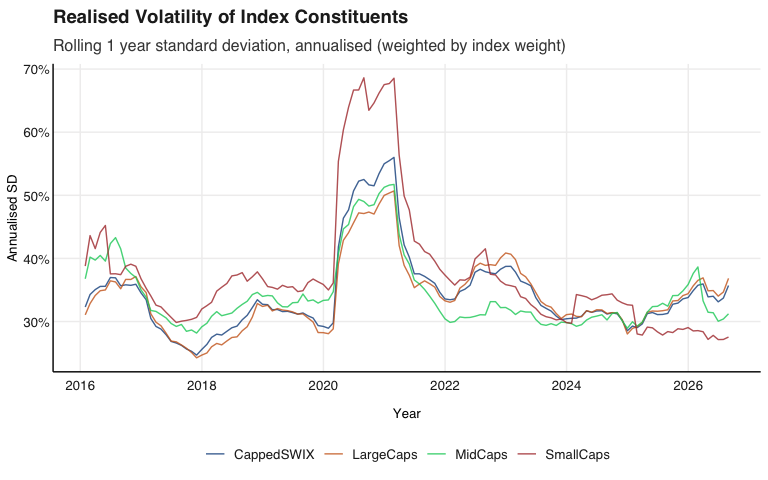 Realised Volatility of Index Constituents
Rolling 1 year standard deviation, annualised (weighted by index weight)
70%
60%
50%
40%
30%
Annualised SD
2016 2018 2020 2022 2024 2026
Year
CappedSWIX LargeCaps MidCaps SmallCaps